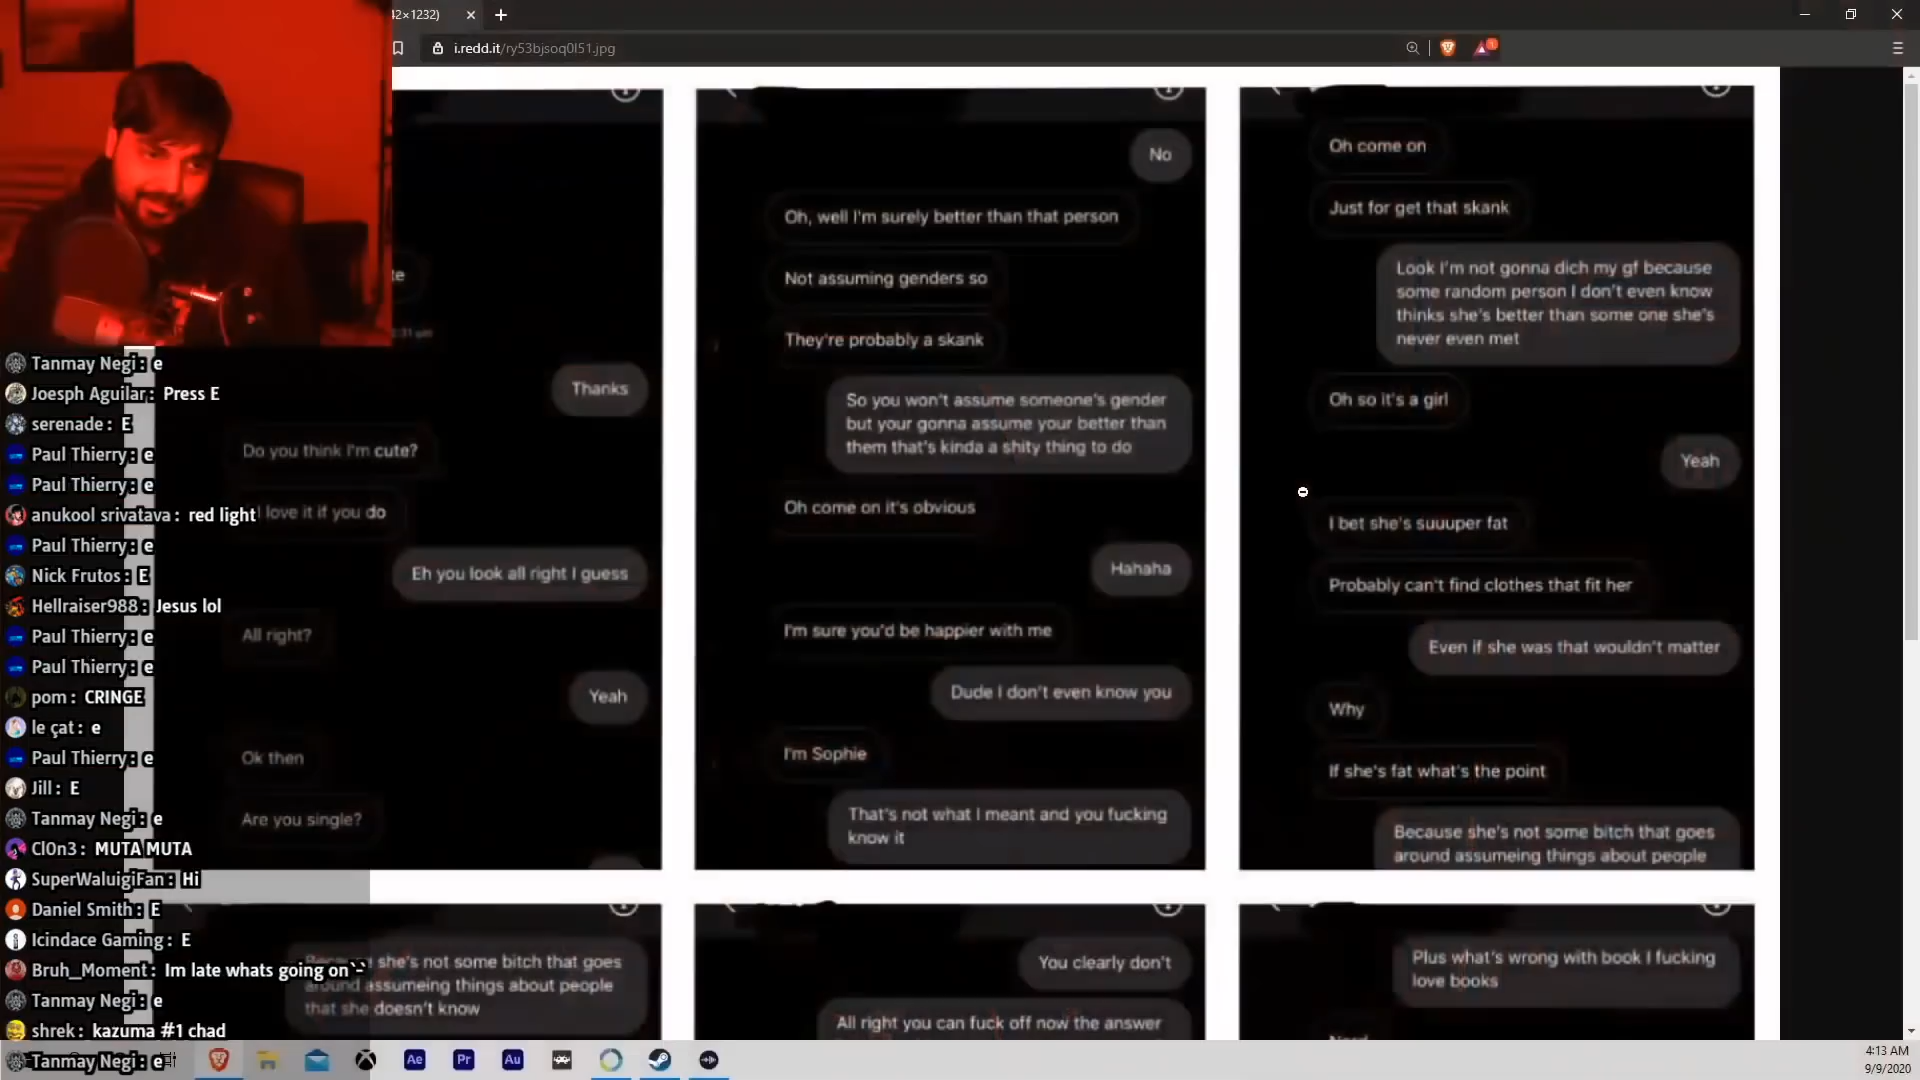 42×1232)
i.redd.it/ry53bjsoq0l51.jpg
te
Thanks
Do you think I'm cute?
I love it if you do
Eh you look all right I guess
All right?
Yeah
Ok then
Are you single?
No
Oh, well I'm surely better than that person
Not assuming genders so
They're probably a skank
So you won't assume someone's gender
but your gonna assume your better than
them that's kinda a shity thing to do
Oh come on it's obvious
Hahaha
I'm sure you'd be happier with me
Dude I don't even know you
I'm Sophie
That's not what I meant and you fucking
know it
Oh come on
Just for get that skank
Look I'm not gonna dich my gf because
some random person I don't even know
thinks she's better than some one she's
never even met
Oh so it's a girl
Yeah
I bet she's suuuper fat
Probably can't find clothes that fit her
Even if she was that wouldn't matter
Why
If she's fat what's the point
Because she's not some bitch that goes
around assumeing things about people
she's not some bitch that goes
around assumeing things about people
that she doesn't know
You clearly don't
All right you can fuck off now the answer
Plus what's wrong with book I fucking
love books
Tanmay Negi: e
Joesph Aguilar: Press E
serenade: E
Paul Thierry: e
Paul Thierry: e
anukool srivatava: red light
Paul Thierry: e
Nick Frutos: E
Hellraiser988: Jesus lol
Paul Thierry: e
Paul Thierry: e
pom: CRINGE
le çat: e
Paul Thierry: e
Jill: E
Tanmay Negi: e
Cl0n3: MUTA MUTA
SuperWaluigiFan: Hi
Daniel Smith: E
Icindace Gaming: E
Bruh_Moment: Im late whats going on`-`
Tanmay Negi: e
shrek: kazuma #1 chad
Tanmay Negi: e
Ae
Pr
Au
4:13 AM
9/9/2020